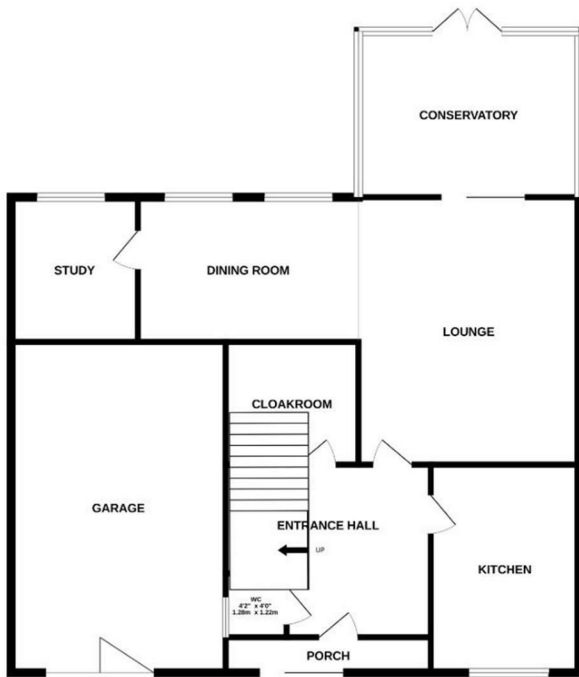 CONSERVATORY
STUDY
DINING ROOM
LOUNGE
CLOAKROOM
GARAGE
ENTRANCE HALL
UP
KITCHEN
WC
4'2" x 4'0"
1.28m x 1.22m
PORCH